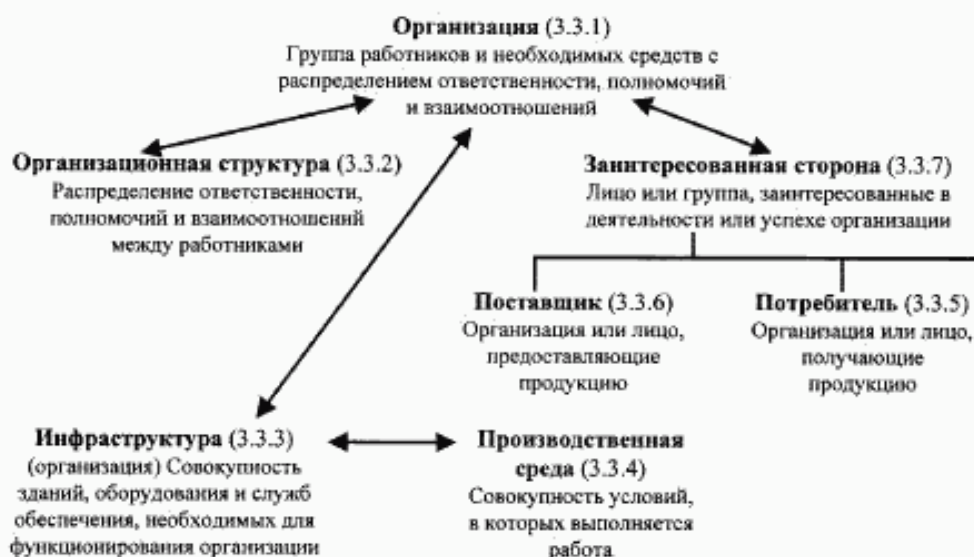 Организация (3.3.1)
Группа работников и необходимых средств с
распределением ответственности, полномочий
и взаимоотношений
Организационная структура (3.3.2)
Распределение ответственности,
полномочий и взаимоотношений
между работниками
Заинтересованная сторона (3.3.7)
Лицо или группа, заинтересованные в
деятельности или успехе организации
Поставщик (3.3.6)
Организация или лицо,
предоставляющие
продукцию
Потребитель (3.3.5)
Организация или лицо,
получающие
продукцию
Инфраструктура (3.3.3)
(организация) Совокупность
зданий, оборудования и служб
обеспечения, необходимых для
функционирования организации
Производственная
среда (3.3.4)
Совокупность условий,
в которых выполняется
работа